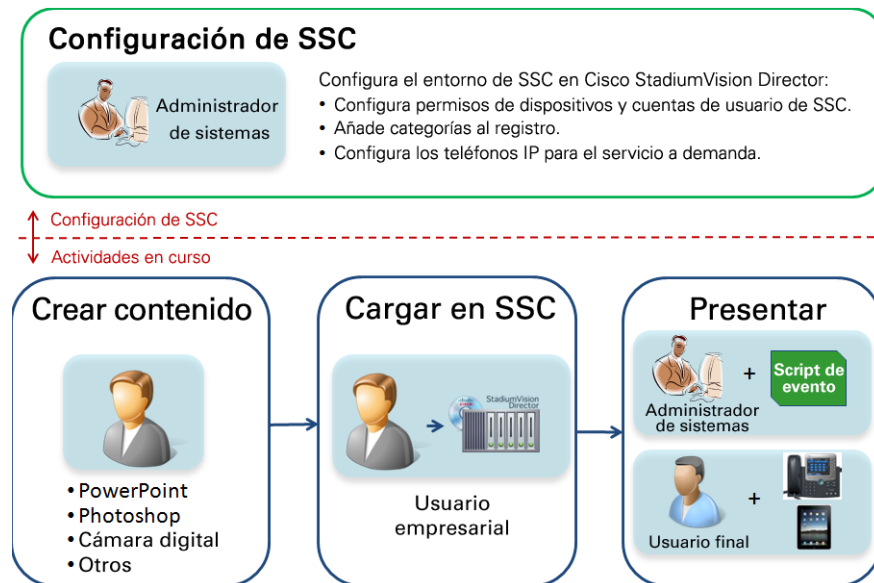 Configuración de SSC
Administrador
de sistemas
Configura el entorno de SSC en Cisco StadiumVision Director:
• Configura permisos de dispositivos y cuentas de usuario de SSC.
• Añade categorías al registro.
• Configura los teléfonos IP para el servicio a demanda.
Configuración de SSC
Actividades en curso
Crear contenido
• PowerPoint
• Photoshop
• Cámara digital
• Otros
Cargar en SSC
StadiumVision
Director
Usuario
empresarial
Presentar
+
Script de
evento
Administrador
de sistemas
+
Usuario final